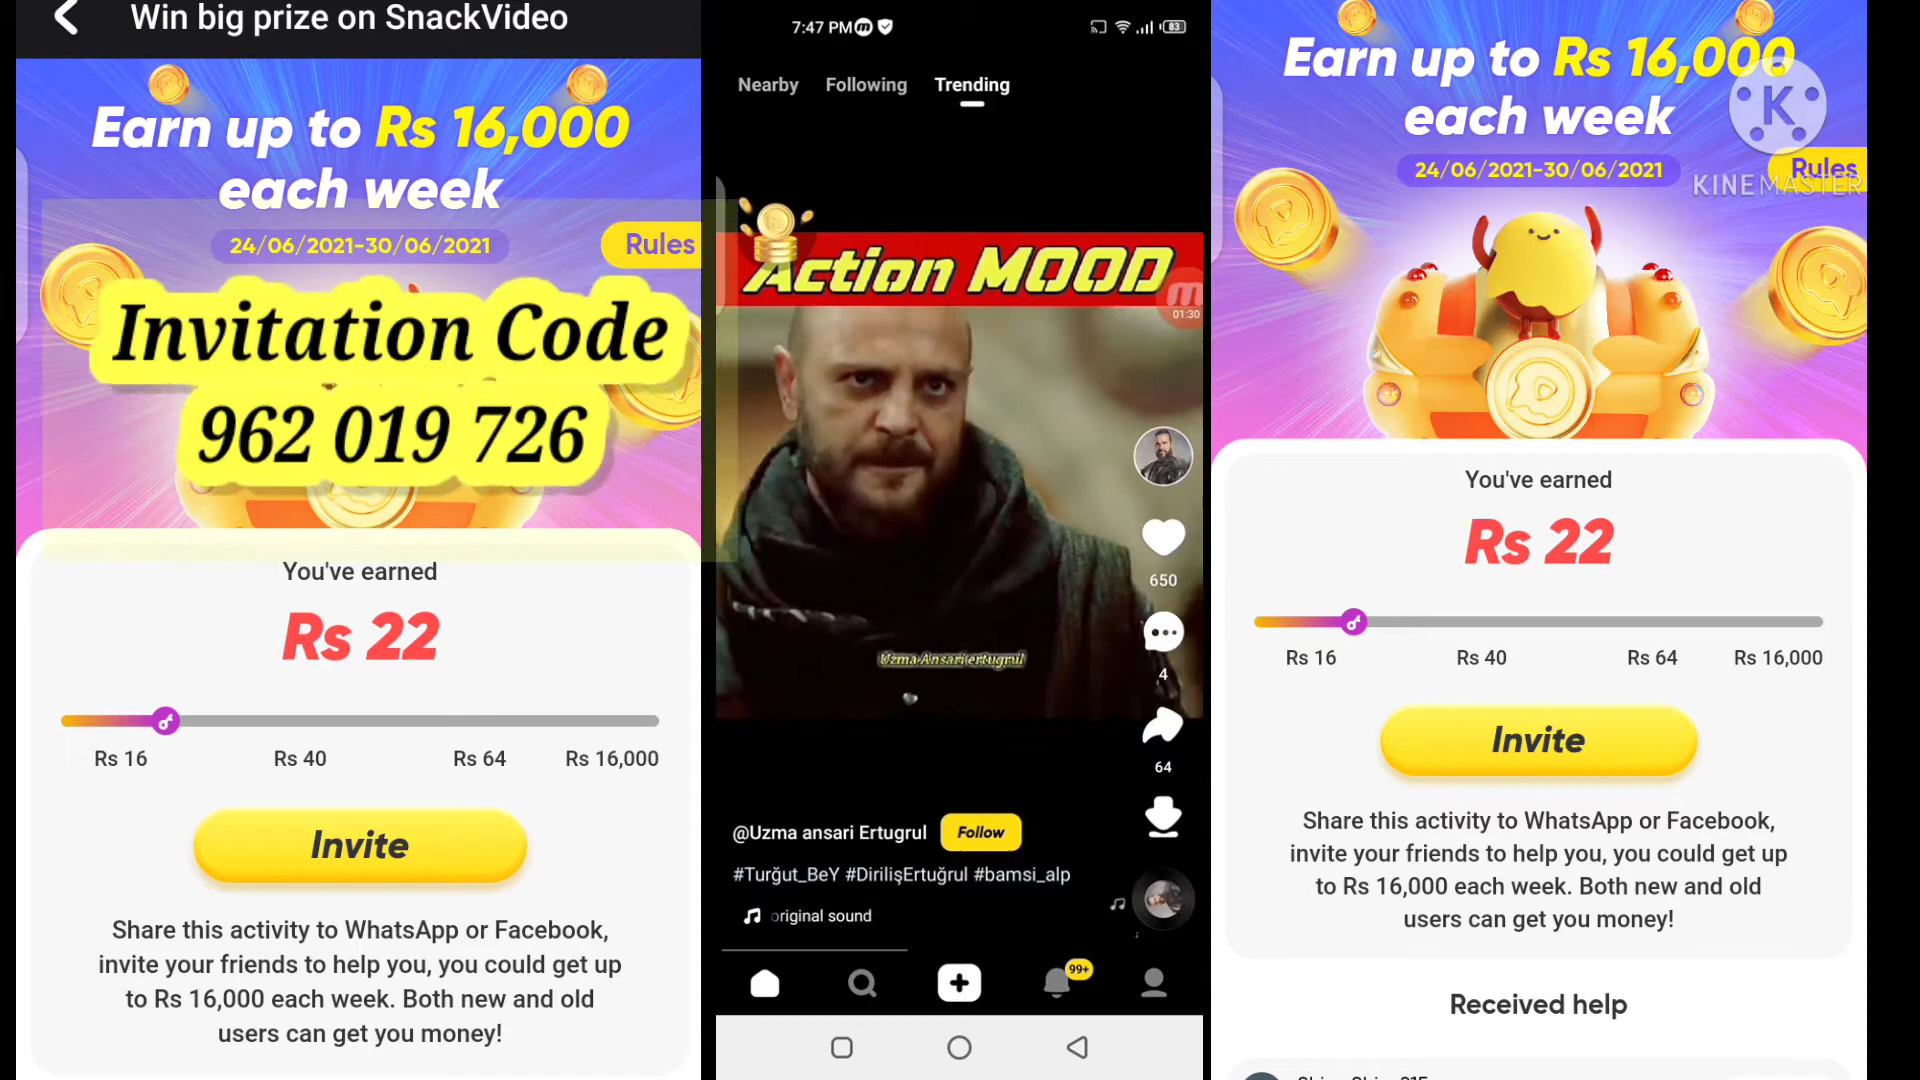 Win big prize on SnackVideo
Earn up to Rs 16,000
each week
24/06/2021-30/06/2021
Rules
Invitation Code
962 019 726
You've earned
Rs 22
Rs 16
Rs 40
Rs 64
Rs 16,000
Invite
Share this activity to WhatsApp or Facebook,
invite your friends to help you, you could get up
to Rs 16,000 each week. Both new and old
users can get you money!
7:47 PM
83
Nearby
Following
Trending
Action MOOD
01:30
650
Uzma Ansari ertugrul
4
64
@Uzma ansari Ertugrul
Follow
#Turğut_BeY #DirilişErtuğrul #bamsi_alp
original sound
99+
Earn up to Rs 16,000
each week
24/06/2021-30/06/2021
Rules
K
KINEMASTER
You've earned
Rs 22
Rs 16
Rs 40
Rs 64
Rs 16,000
Invite
Share this activity to WhatsApp or Facebook,
invite your friends to help you, you could get up
to Rs 16,000 each week. Both new and old
users can get you money!
Received help